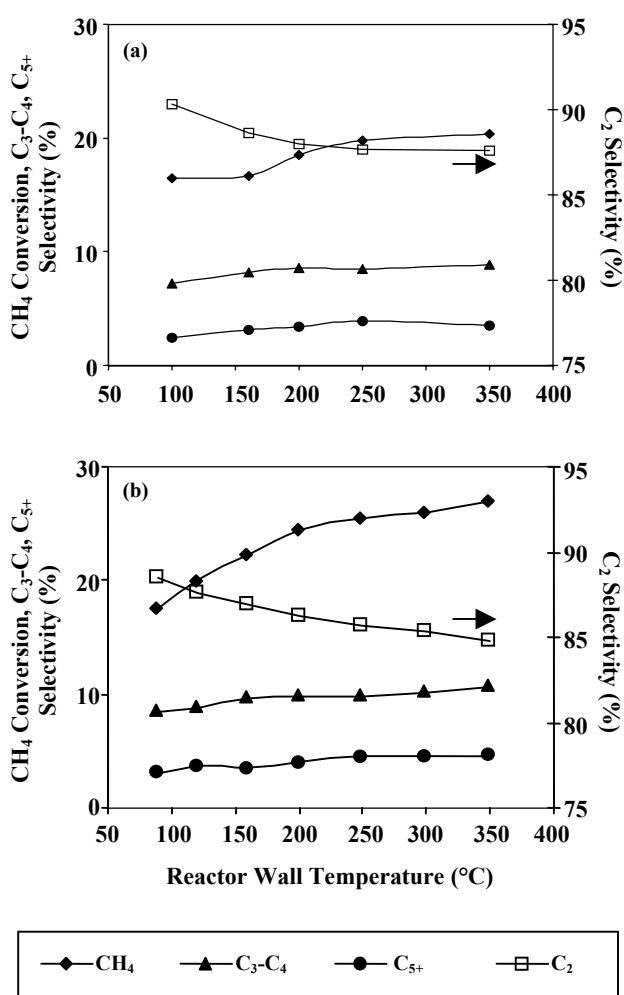 (a)
CH₄ Conversion, C₃-C₄, C₅₊
Selectivity (%)
30
20
10
0
95
90
85
80
75
C₂ Selectivity (%)
50 100 150 200 250 300 350 400
(b)
CH₄ Conversion, C₃-C₄, C₅₊
Selectivity (%)
30
20
10
0
95
90
85
80
75
C₂ Selectivity (%)
50 100 150 200 250 300 350 400
Reactor Wall Temperature (°C)
CH₄ C₃-C₄ C₅₊ C₂